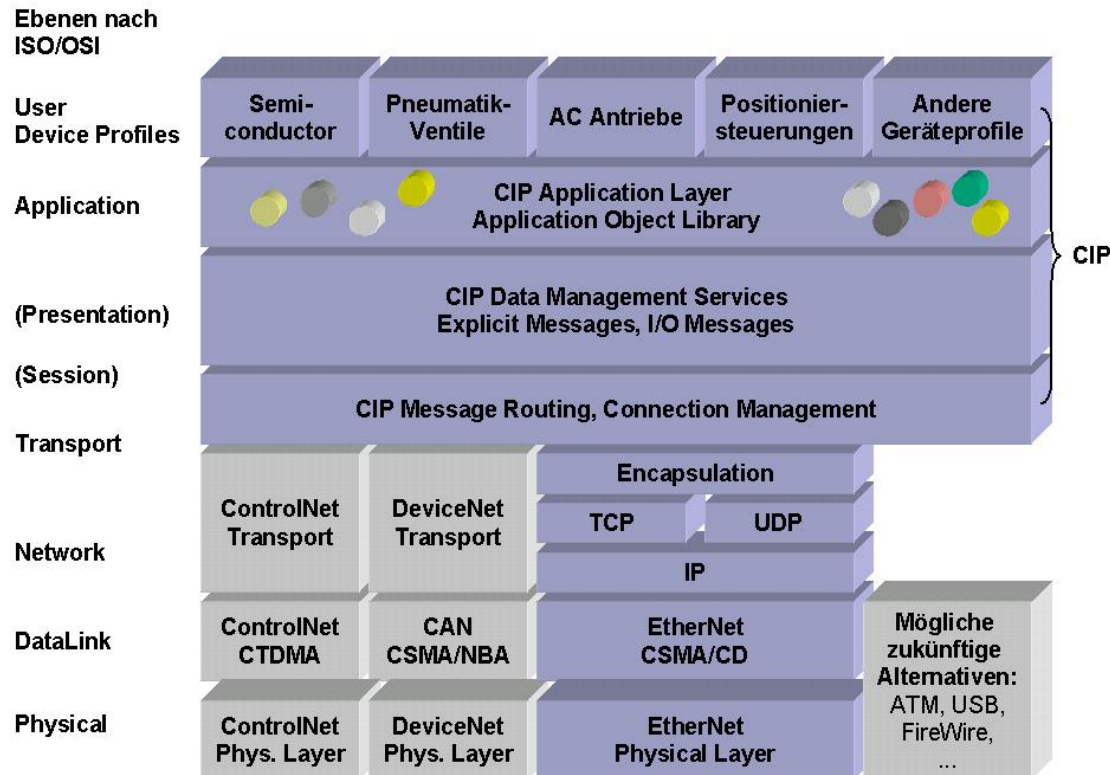 Ebenen nach
ISO/OSI
User
Device Profiles
Semi-
conductor
Pneumatik-
Ventile
AC Antriebe
Positionier-
steuerungen
Andere
Geräteprofile
Application
CIP Application Layer
Application Object Library
CIP
(Presentation)
CIP Data Management Services
Explicit Messages, I/O Messages
(Session)
CIP Message Routing, Connection Management
Transport
ControlNet
Transport
DeviceNet
Transport
Encapsulation
TCP
UDP
Network
IP
DataLink
ControlNet
CTDMA
CAN
CSMA/NBA
EtherNet
CSMA/CD
Mögliche
zukünftige
Alternativen:
ATM, USB,
FireWire,
...
Physical
ControlNet
Phys. Layer
DeviceNet
Phys. Layer
EtherNet
Physical Layer